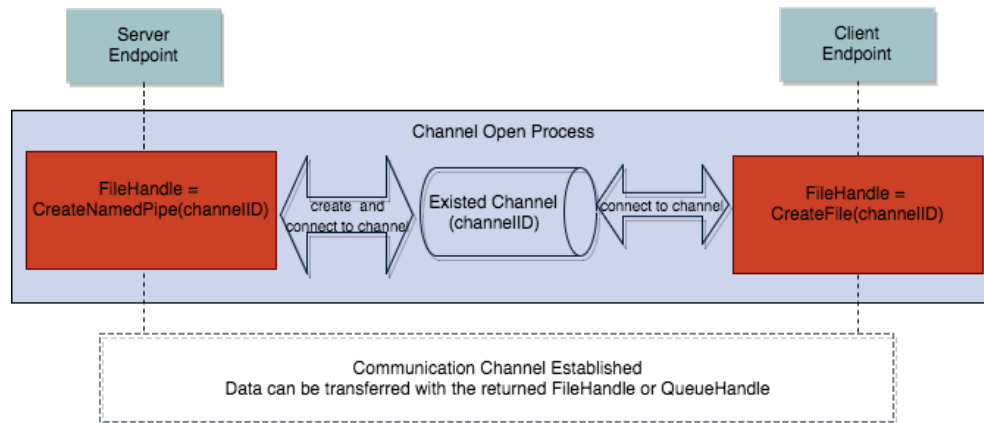 Server
Endpoint
Client
Endpoint
Channel Open Process
FileHandle =
CreateNamedPipe(channelID)
create and
connect to channel
Existed Channel
(channelID)
connect to channel
FileHandle =
CreateFile(channelID)
Communication Channel Established
Data can be transferred with the returned FileHandle or QueueHandle